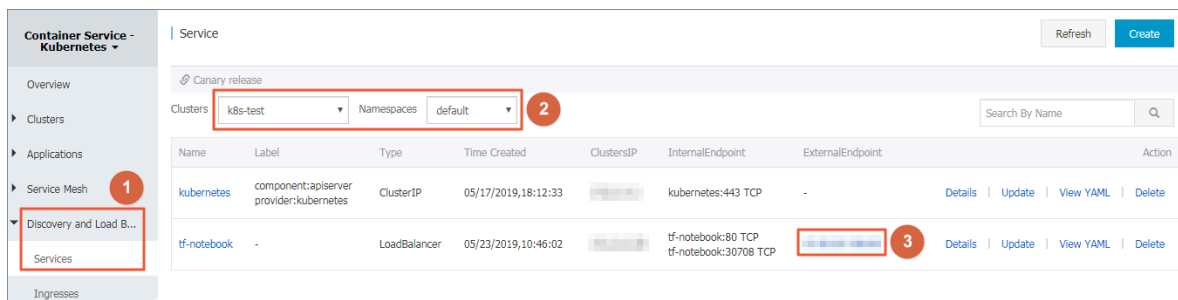 Container Service -
Kubernetes
Service
Refresh
Create
Overview
Canary release
Clusters
k8s-test
Namespaces
default
2
Search By Name
Clusters
Applications
Name
Label
Type
Time Created
ClustersIP
InternalEndpoint
ExternalEndpoint
Action
Service Mesh
1
kubernetes
component:apiserver
provider:kubernetes
ClusterIP
05/17/2019,18:12:33
kubernetes:443 TCP
-
Details | Update | View YAML | Delete
Discovery and Load B...
tf-notebook
-
LoadBalancer
05/23/2019,10:46:02
tf-notebook:80 TCP
tf-notebook:30708 TCP
3
Details | Update | View YAML | Delete
Services
Ingresses